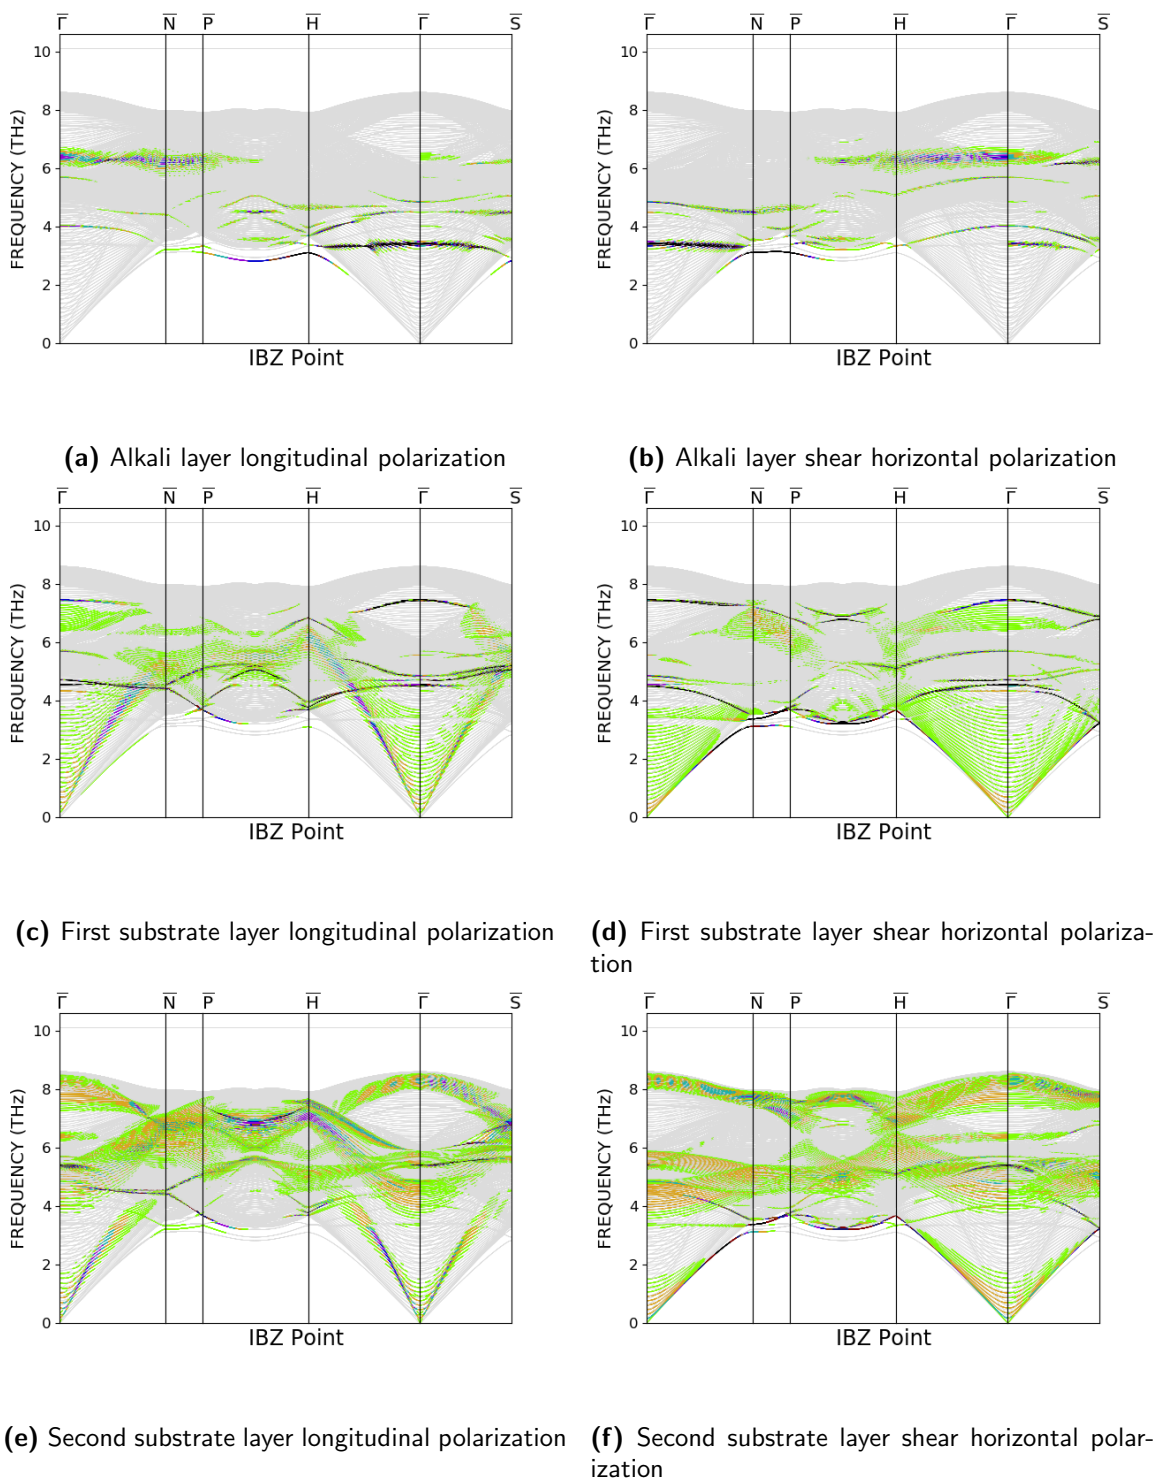 Γ̅ N̅ P̅ H̅ Γ̅ S̅ Γ̅ N̅ P̅ H̅ Γ̅ S̅
10 10
8 8
6 6
4 4
2 2
0 0
FREQUENCY (THz) FREQUENCY (THz)
IBZ Point IBZ Point
(a) Alkali layer longitudinal polarization (b) Alkali layer shear horizontal polarization
Γ̅ N̅ P̅ H̅ Γ̅ S̅ Γ̅ N̅ P̅ H̅ Γ̅ S̅
10 10
8 8
6 6
4 4
2 2
0 0
FREQUENCY (THz) FREQUENCY (THz)
IBZ Point IBZ Point
(c) First substrate layer longitudinal polarization (d) First substrate layer shear horizontal polariza-
tion
Γ̅ N̅ P̅ H̅ Γ̅ S̅ Γ̅ N̅ P̅ H̅ Γ̅ S̅
10 10
8 8
6 6
4 4
2 2
0 0
FREQUENCY (THz) FREQUENCY (THz)
IBZ Point IBZ Point
(e) Second substrate layer longitudinal polarization (f) Second substrate layer shear horizontal polar-
ization